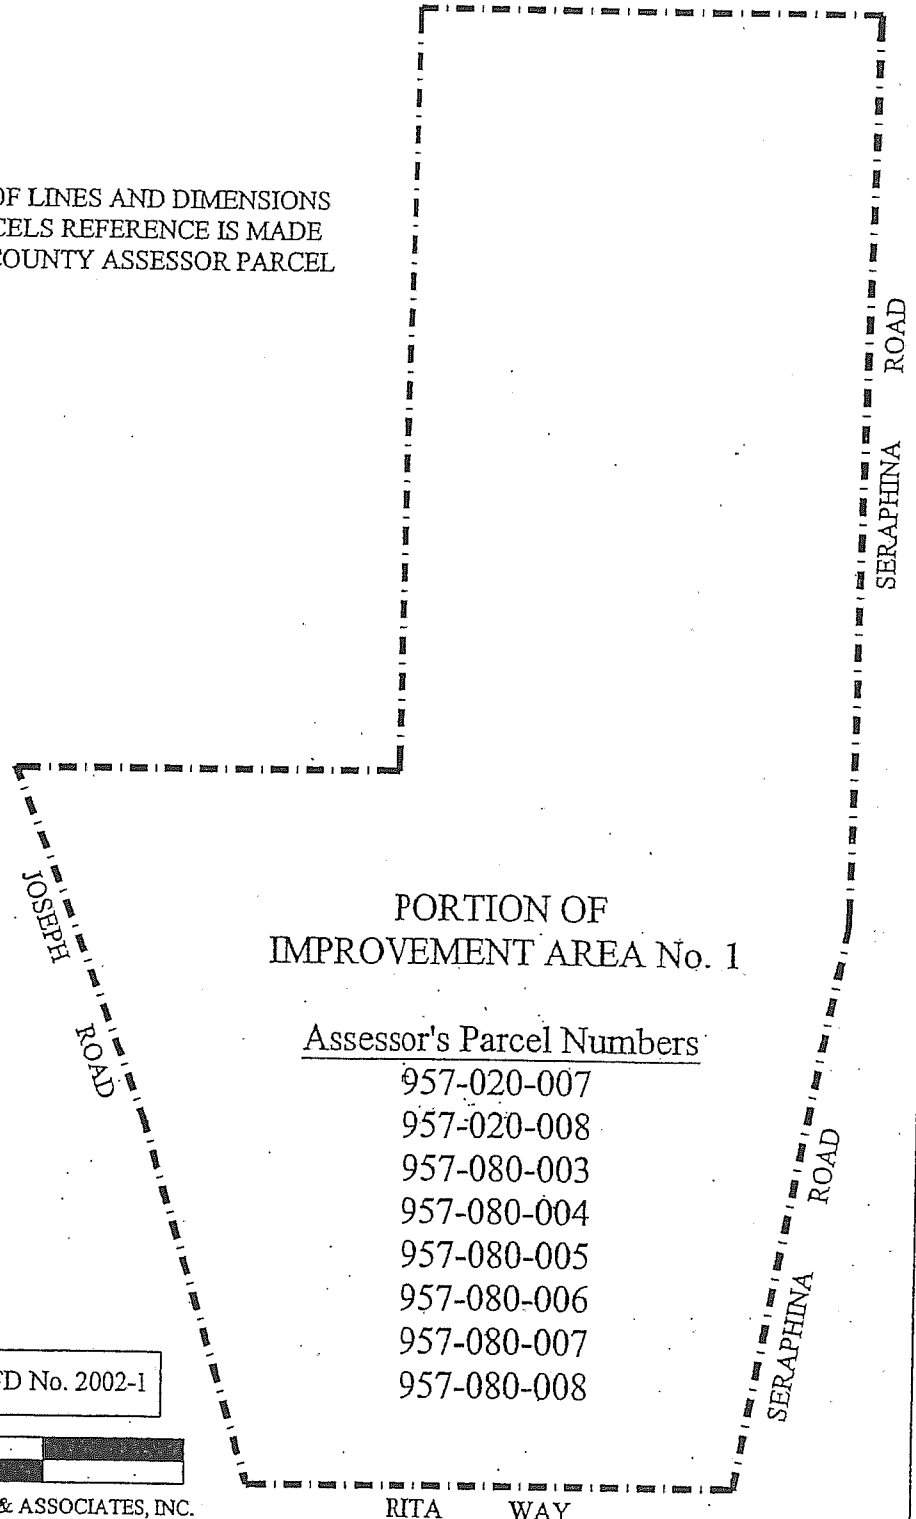 OF LINES AND DIMENSIONS
CELS REFERENCE IS MADE
COUNTY ASSESSOR PARCEL
SERAPHINA ROAD
JOSEPH ROAD
PORTION OF
IMPROVEMENT AREA No. 1
Assessor's Parcel Numbers
957-020-007
957-020-008
957-080-003
957-080-004
957-080-005
957-080-006
957-080-007
957-080-008
SERAPHINA ROAD
FD No. 2002-1
& ASSOCIATES, INC.
RITA WAY